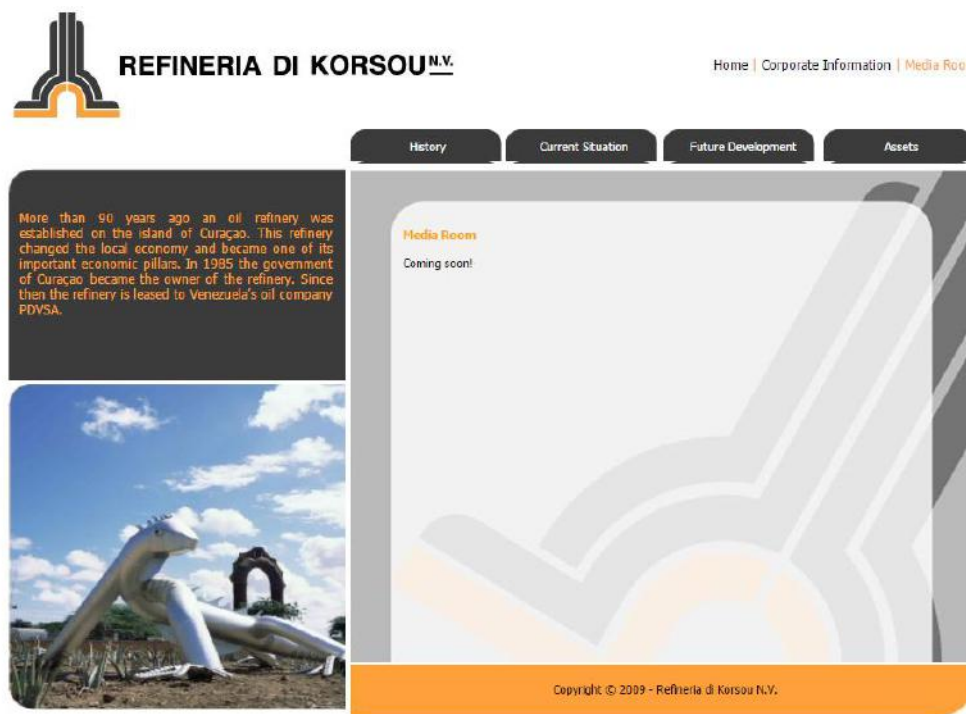 REFINERIA DI KORSOU N.V.
Home | Corporate Information | Media Roo
History
Current Situation
Future Development
Assets
More than 90 years ago an oil refinery was
established on the island of Curaçao. This refinery
changed the local economy and became one of its
important economic pillars. In 1985 the government
of Curaçao became the owner of the refinery. Since
then the refinery is leased to Venezuela's oil company
PDVSA.
Media Room
Coming soon!
Copyright © 2009 - Refineria di Korsou N.V.